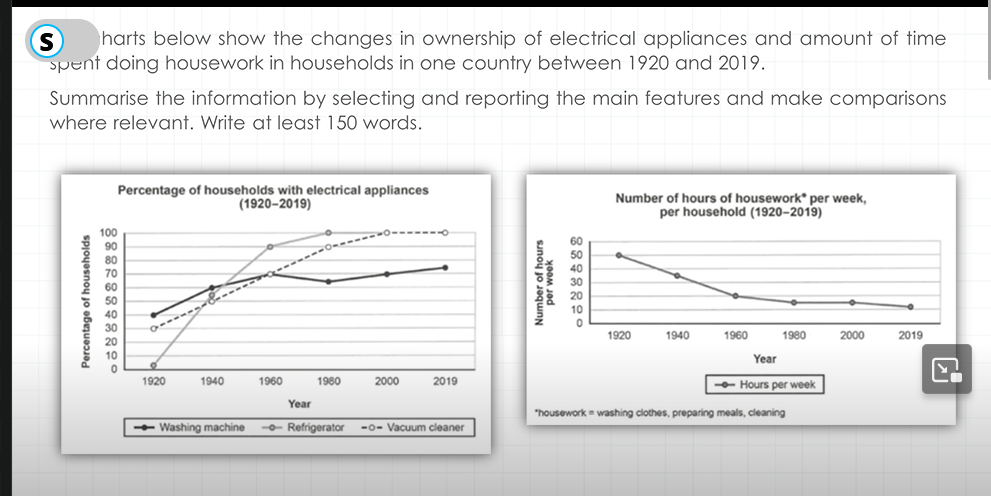 S
harts below show the changes in ownership of electrical appliances and amount of time
spent doing housework in households in one country between 1920 and 2019.
Summarise the information by selecting and reporting the main features and make comparisons
where relevant. Write at least 150 words.
Percentage of households with electrical appliances
(1920–2019)
Percentage of households
100
90
80
70
60
50
40
30
20
10
0
1920 1940 1960 1980 2000 2019
Year
Washing machine Refrigerator Vacuum cleaner
Number of hours of housework* per week,
per household (1920–2019)
Number of hours
per week
60
50
40
30
20
10
0
1920 1940 1960 1980 2000 2019
Year
Hours per week
*housework = washing clothes, preparing meals, cleaning